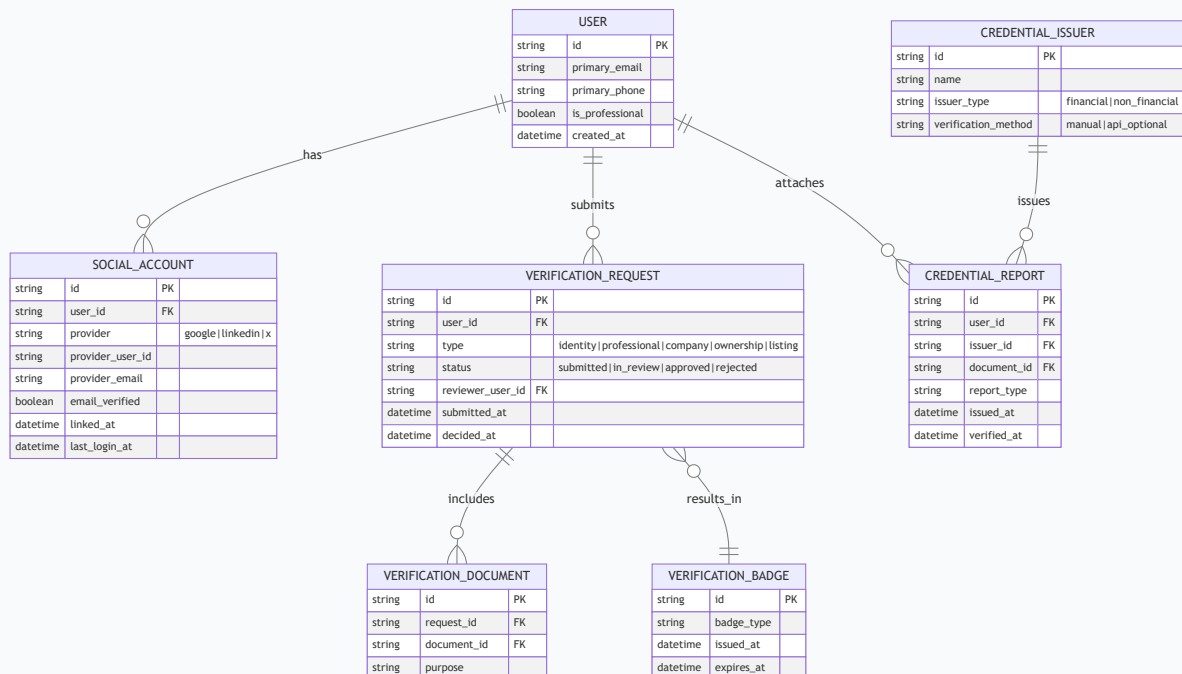 USER
string id PK
string primary_email
string primary_phone
boolean is_professional
datetime created_at
CREDENTIAL_ISSUER
string id PK
string name
string issuer_type financial|non_financial
string verification_method manual|api_optional
has
submits
attaches
issues
SOCIAL_ACCOUNT
string id PK
string user_id FK
string provider google|linkedin|x
string provider_user_id
string provider_email
boolean email_verified
datetime linked_at
datetime last_login_at
VERIFICATION_REQUEST
string id PK
string user_id FK
string type identity|professional|company|ownership|listing
string status submitted|in_review|approved|rejected
string reviewer_user_id FK
datetime submitted_at
datetime decided_at
CREDENTIAL_REPORT
string id PK
string user_id FK
string issuer_id FK
string document_id FK
string report_type
datetime issued_at
datetime verified_at
includes
results_in
VERIFICATION_DOCUMENT
string id PK
string request_id FK
string document_id FK
string purpose
VERIFICATION_BADGE
string id PK
string badge_type
datetime issued_at
datetime expires_at